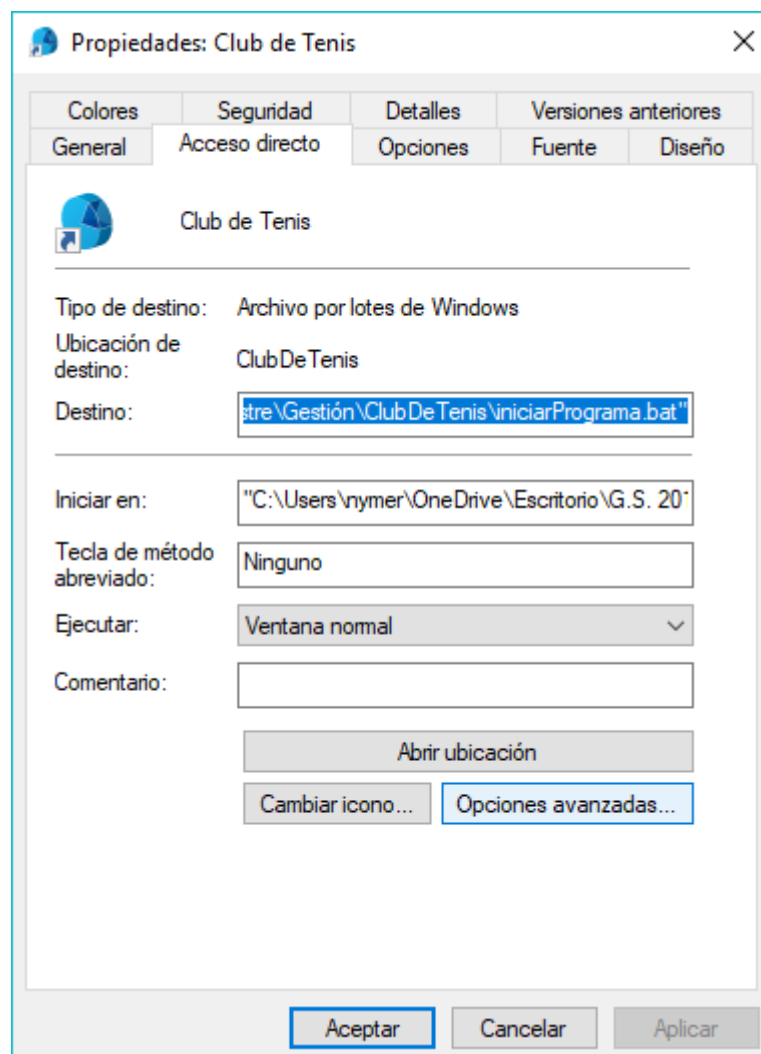 Propiedades: Club de Tenis
Colores Seguridad Detalles Versiones anteriores
General Acceso directo Opciones Fuente Diseño
Club de Tenis
Tipo de destino: Archivo por lotes de Windows
Ubicación de destino: ClubDeTenis
Destino: stre\Gestión\ClubDeTenis\iniciarPrograma.bat"
Iniciar en: "C:\Users\nymer\OneDrive\Escritorio\G.S. 201
Tecla de método abreviado: Ninguno
Ejecutar: Ventana normal
Comentario:
Abrir ubicación
Cambiar icono... Opciones avanzadas...
Aceptar Cancelar Aplicar